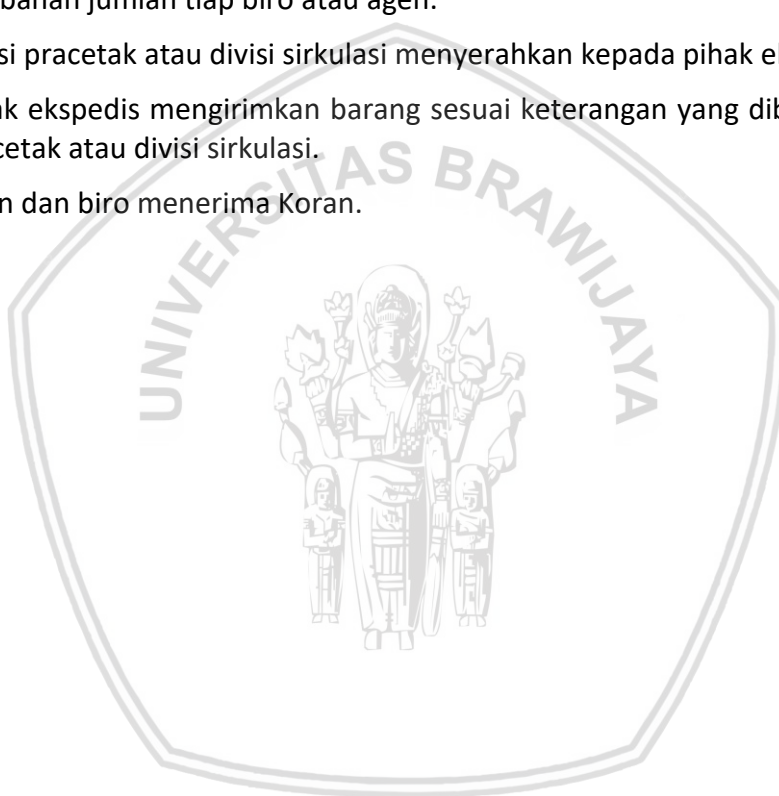 bahan jumlah tiap biro atau agen.
si pracetak atau divisi sirkulasi menyerahkan kepada pihak e
ak ekspedis mengirimkan barang sesuai keterangan yang dib
cetak atau divisi sirkulasi.
n dan biro menerima Koran.
UNIVERSITAS BRAWIJAYA